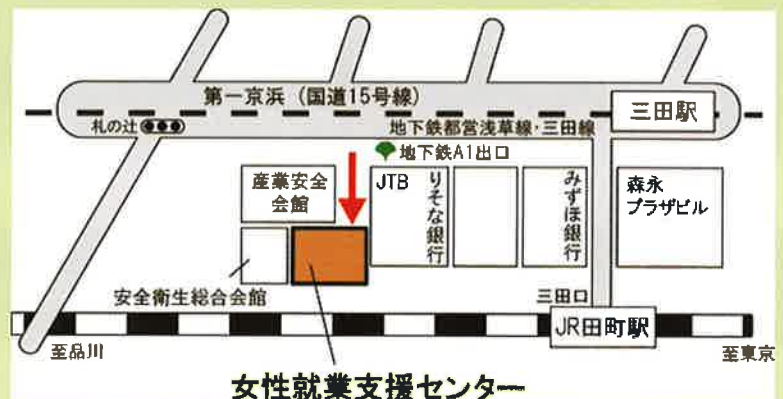 第一京浜（国道15号線）
三田駅
札の辻
地下鉄都営浅草線・三田線
地下鉄A1出口
産業安全
会館
JTB
りそな銀行
みずほ銀行
森永
プラザビル
安全衛生総合会館
三田口
JR田町駅
至品川
至東京
女性就業支援センター